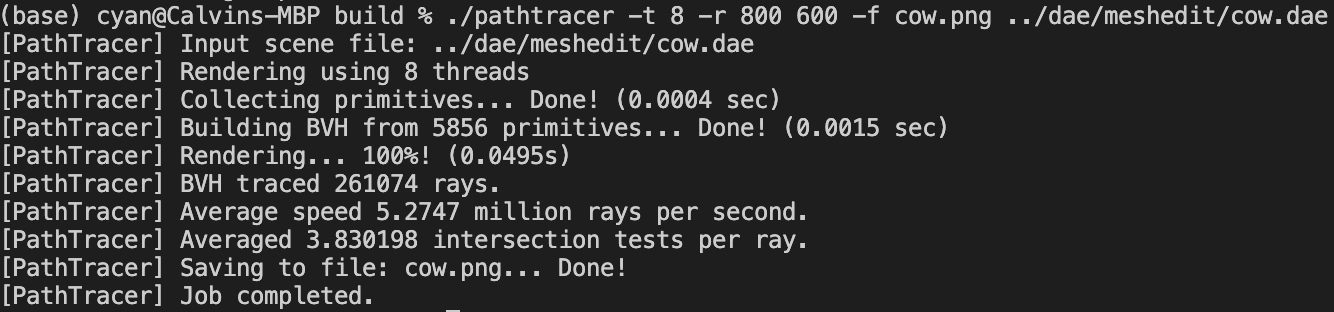 (base) cyan@Calvins-MBP build % ./pathtracer -t 8 -r 800 600 -f cow.png ../dae/meshedit/cow.dae
[PathTracer] Input scene file: ../dae/meshedit/cow.dae
[PathTracer] Rendering using 8 threads
[PathTracer] Collecting primitives... Done! (0.0004 sec)
[PathTracer] Building BVH from 5856 primitives... Done! (0.0015 sec)
[PathTracer] Rendering... 100%! (0.0495s)
[PathTracer] BVH traced 261074 rays.
[PathTracer] Average speed 5.2747 million rays per second.
[PathTracer] Averaged 3.830198 intersection tests per ray.
[PathTracer] Saving to file: cow.png... Done!
[PathTracer] Job completed.